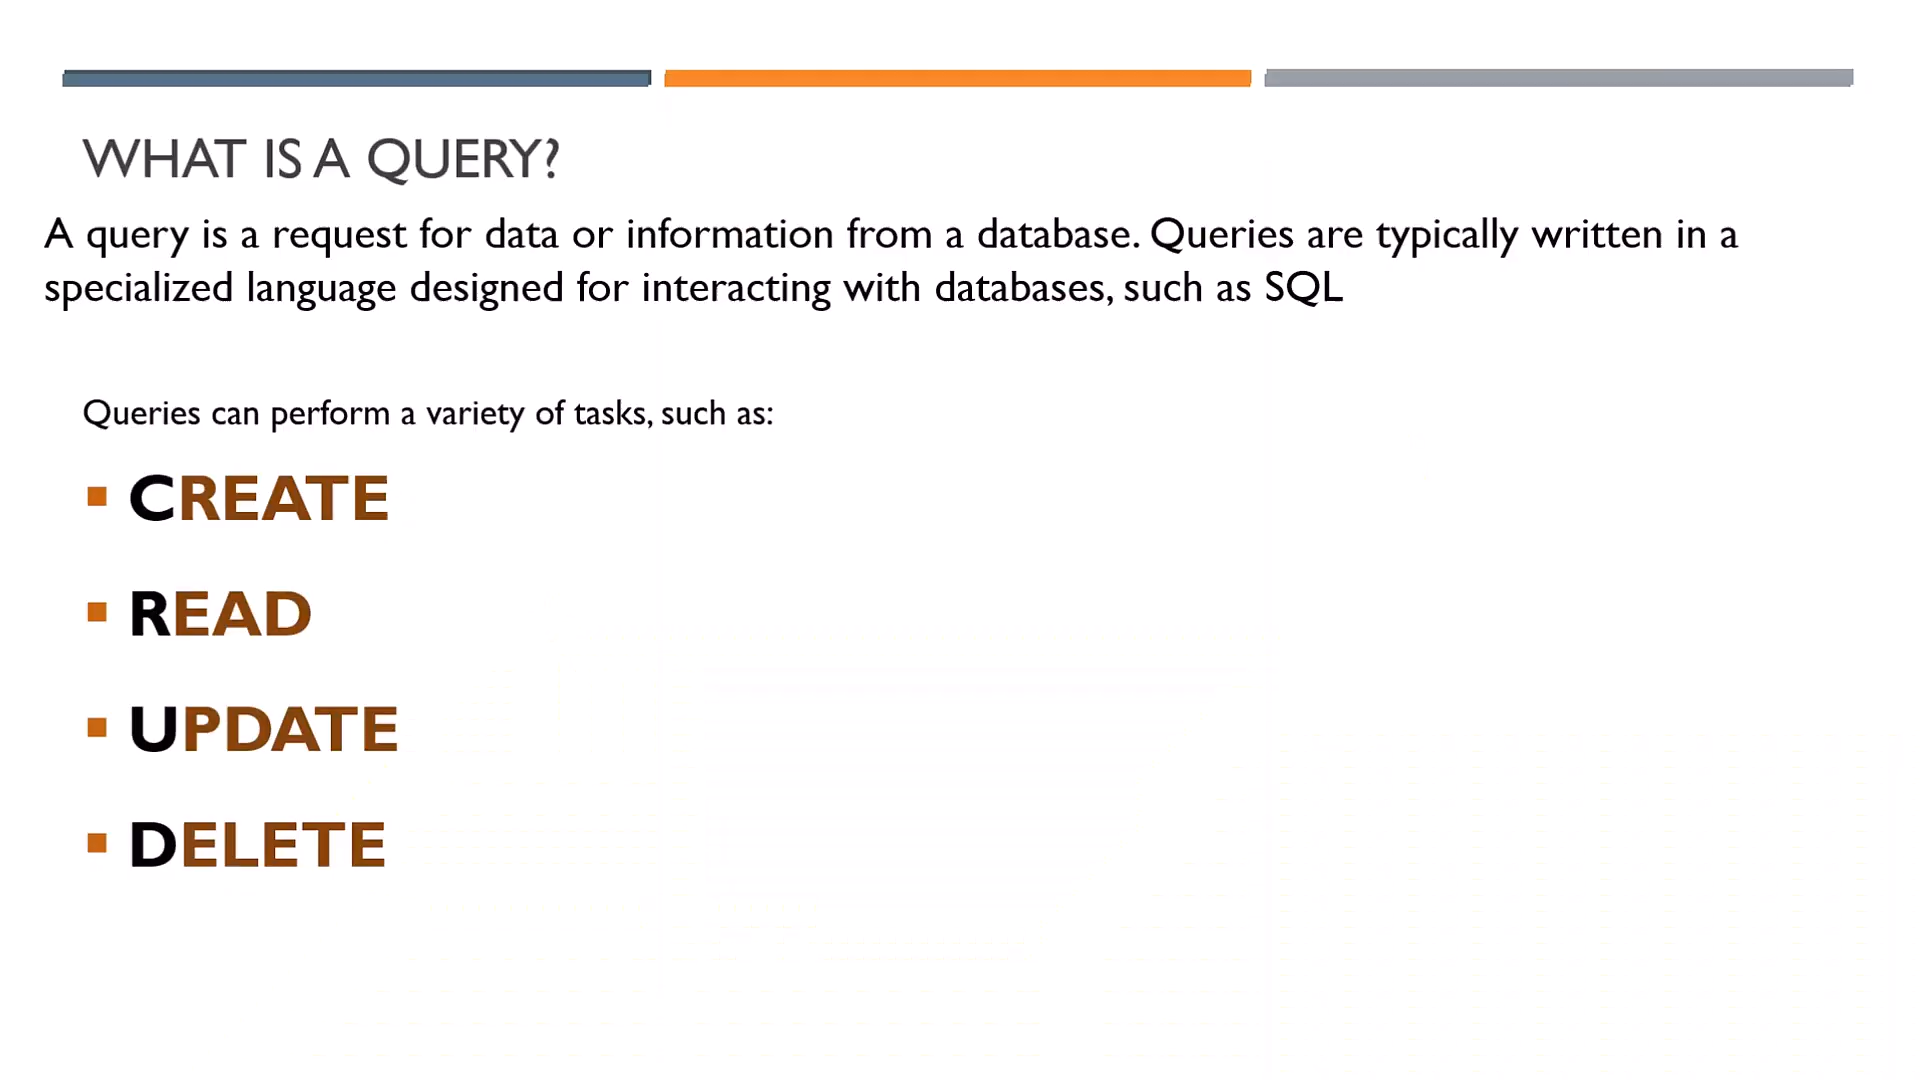 WHAT IS A QUERY?
A query is a request for data or information from a database. Queries are typically written in a
specialized language designed for interacting with databases, such as SQL
Queries can perform a variety of tasks, such as:
▪ CREATE
▪ READ
▪ UPDATE
▪ DELETE